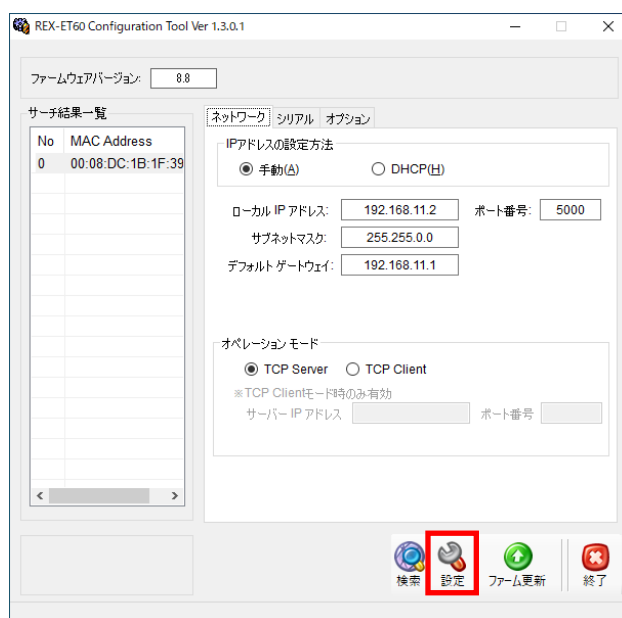 REX-ET60 Configuration Tool Ver 1.3.0.1
ファームウェアバージョン: 8.8
サーチ結果一覧
No MAC Address
0 00:08:DC:1B:1F:39
ネットワーク シリアル オプション
IPアドレスの設定方法
手動(A) DHCP(H)
ローカル IP アドレス: 192.168.11.2 ポート番号: 5000
サブネットマスク: 255.255.0.0
デフォルト ゲートウェイ: 192.168.11.1
オペレーション モード
TCP Server TCP Client
※TCP Clientモード時のみ有効
サーバー IP アドレス ポート番号
検索 設定 ファーム更新 終了